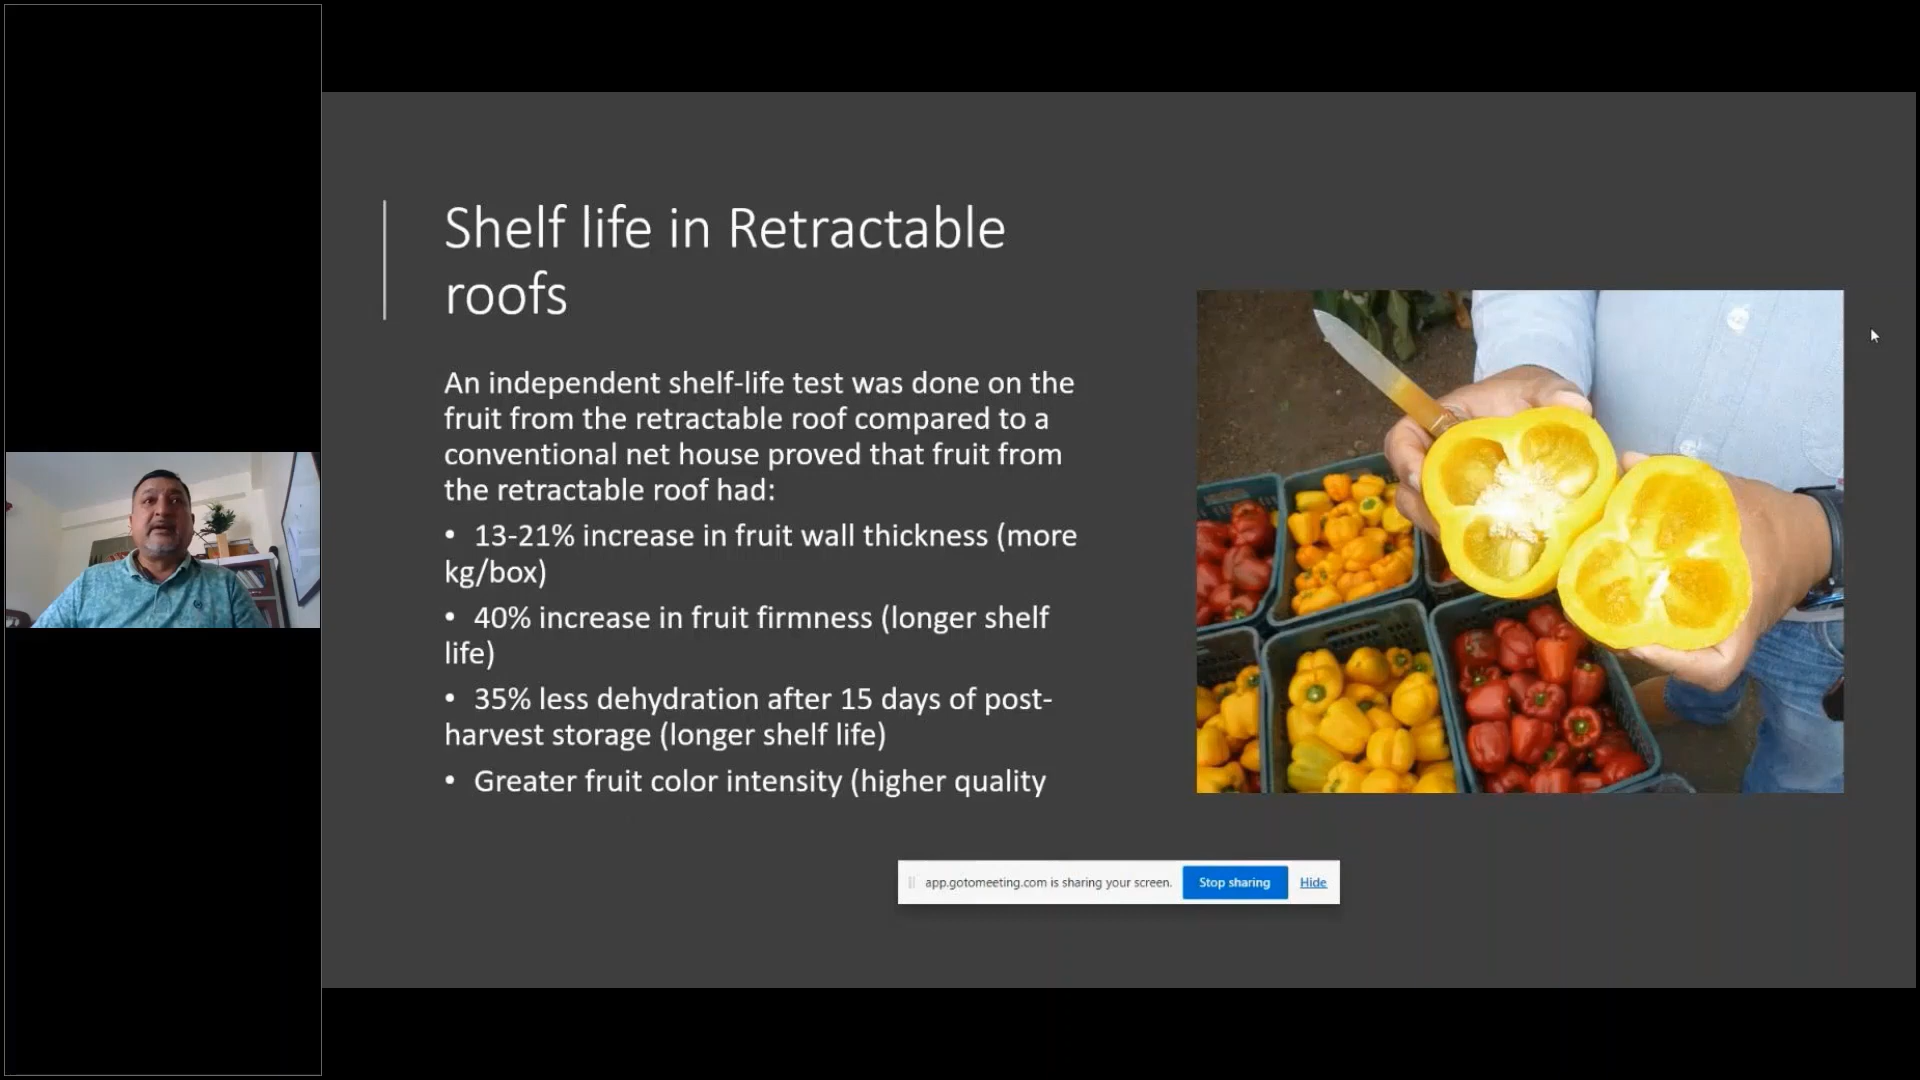 Shelf life in Retractable
roofs
An independent shelf-life test was done on the
fruit from the retractable roof compared to a
conventional net house proved that fruit from
the retractable roof had:
• 13-21% increase in fruit wall thickness (more
kg/box)
• 40% increase in fruit firmness (longer shelf
life)
• 35% less dehydration after 15 days of post-
harvest storage (longer shelf life)
• Greater fruit color intensity (higher quality
app.gotomeeting.com is sharing your screen. Stop sharing Hide